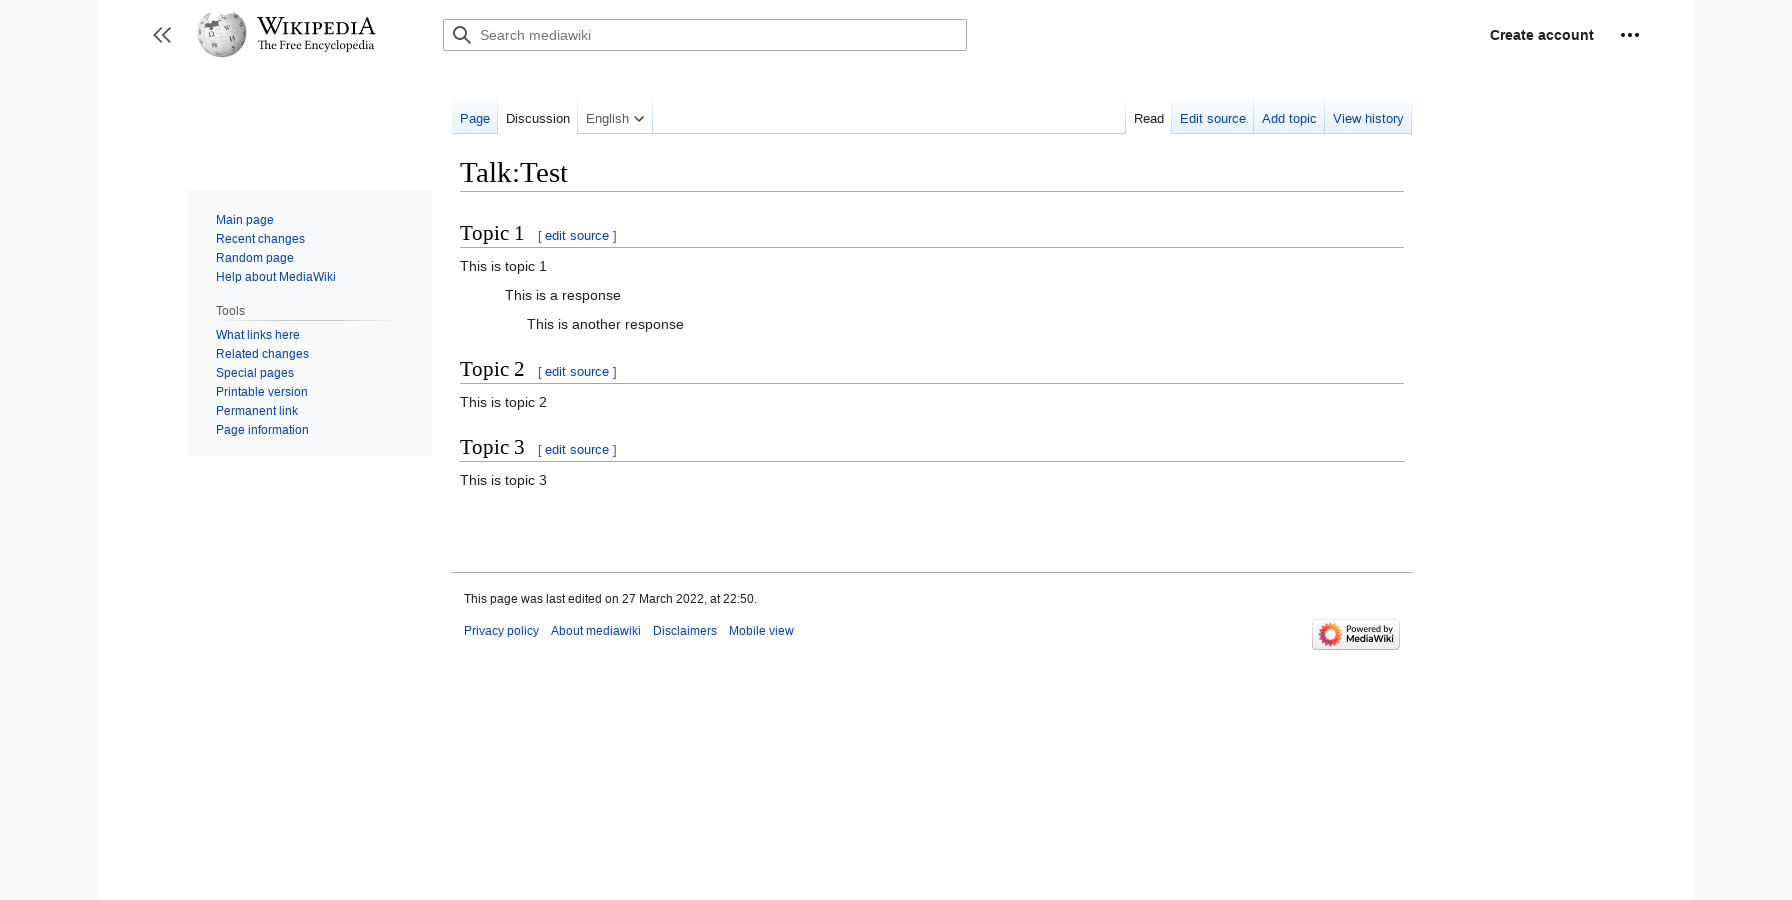 WIKIPEDIA
The Free Encyclopedia
Search mediawiki
Create account
Page Discussion English Read Edit source Add topic View history
Talk:Test
Main page
Recent changes
Random page
Help about MediaWiki
Tools
What links here
Related changes
Special pages
Printable version
Permanent link
Page information
Topic 1 [ edit source ]
This is topic 1
This is a response
This is another response
Topic 2 [ edit source ]
This is topic 2
Topic 3 [ edit source ]
This is topic 3
This page was last edited on 27 March 2022, at 22:50.
Privacy policy About mediawiki Disclaimers Mobile view
Powered by
MediaWiki